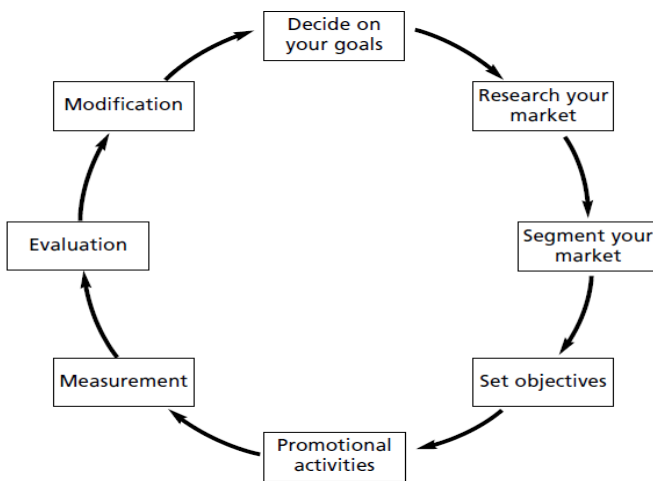 Decide on
your goals
Research your
market
Segment your
market
Set objectives
Promotional
activities
Measurement
Evaluation
Modification